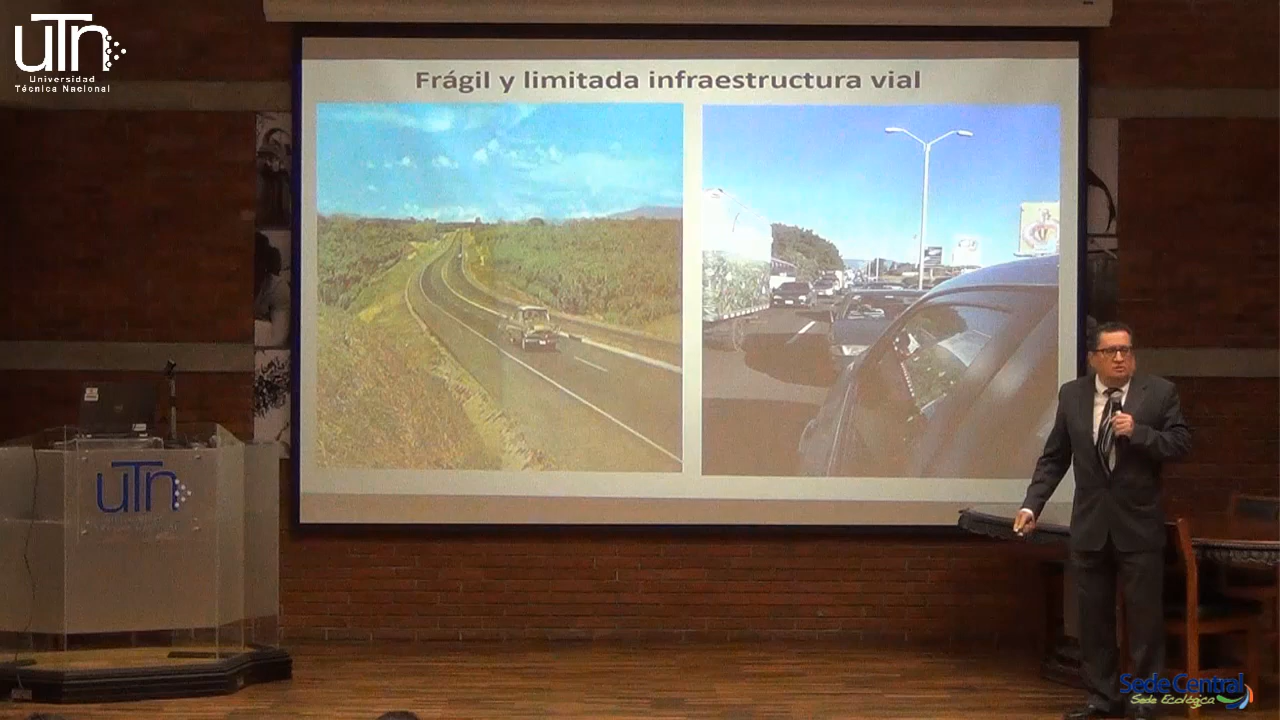 uTn
Universidad
Técnica Nacional
Frágil y limitada infraestructura vial
uTn
Sede Central
Sede Ecológica